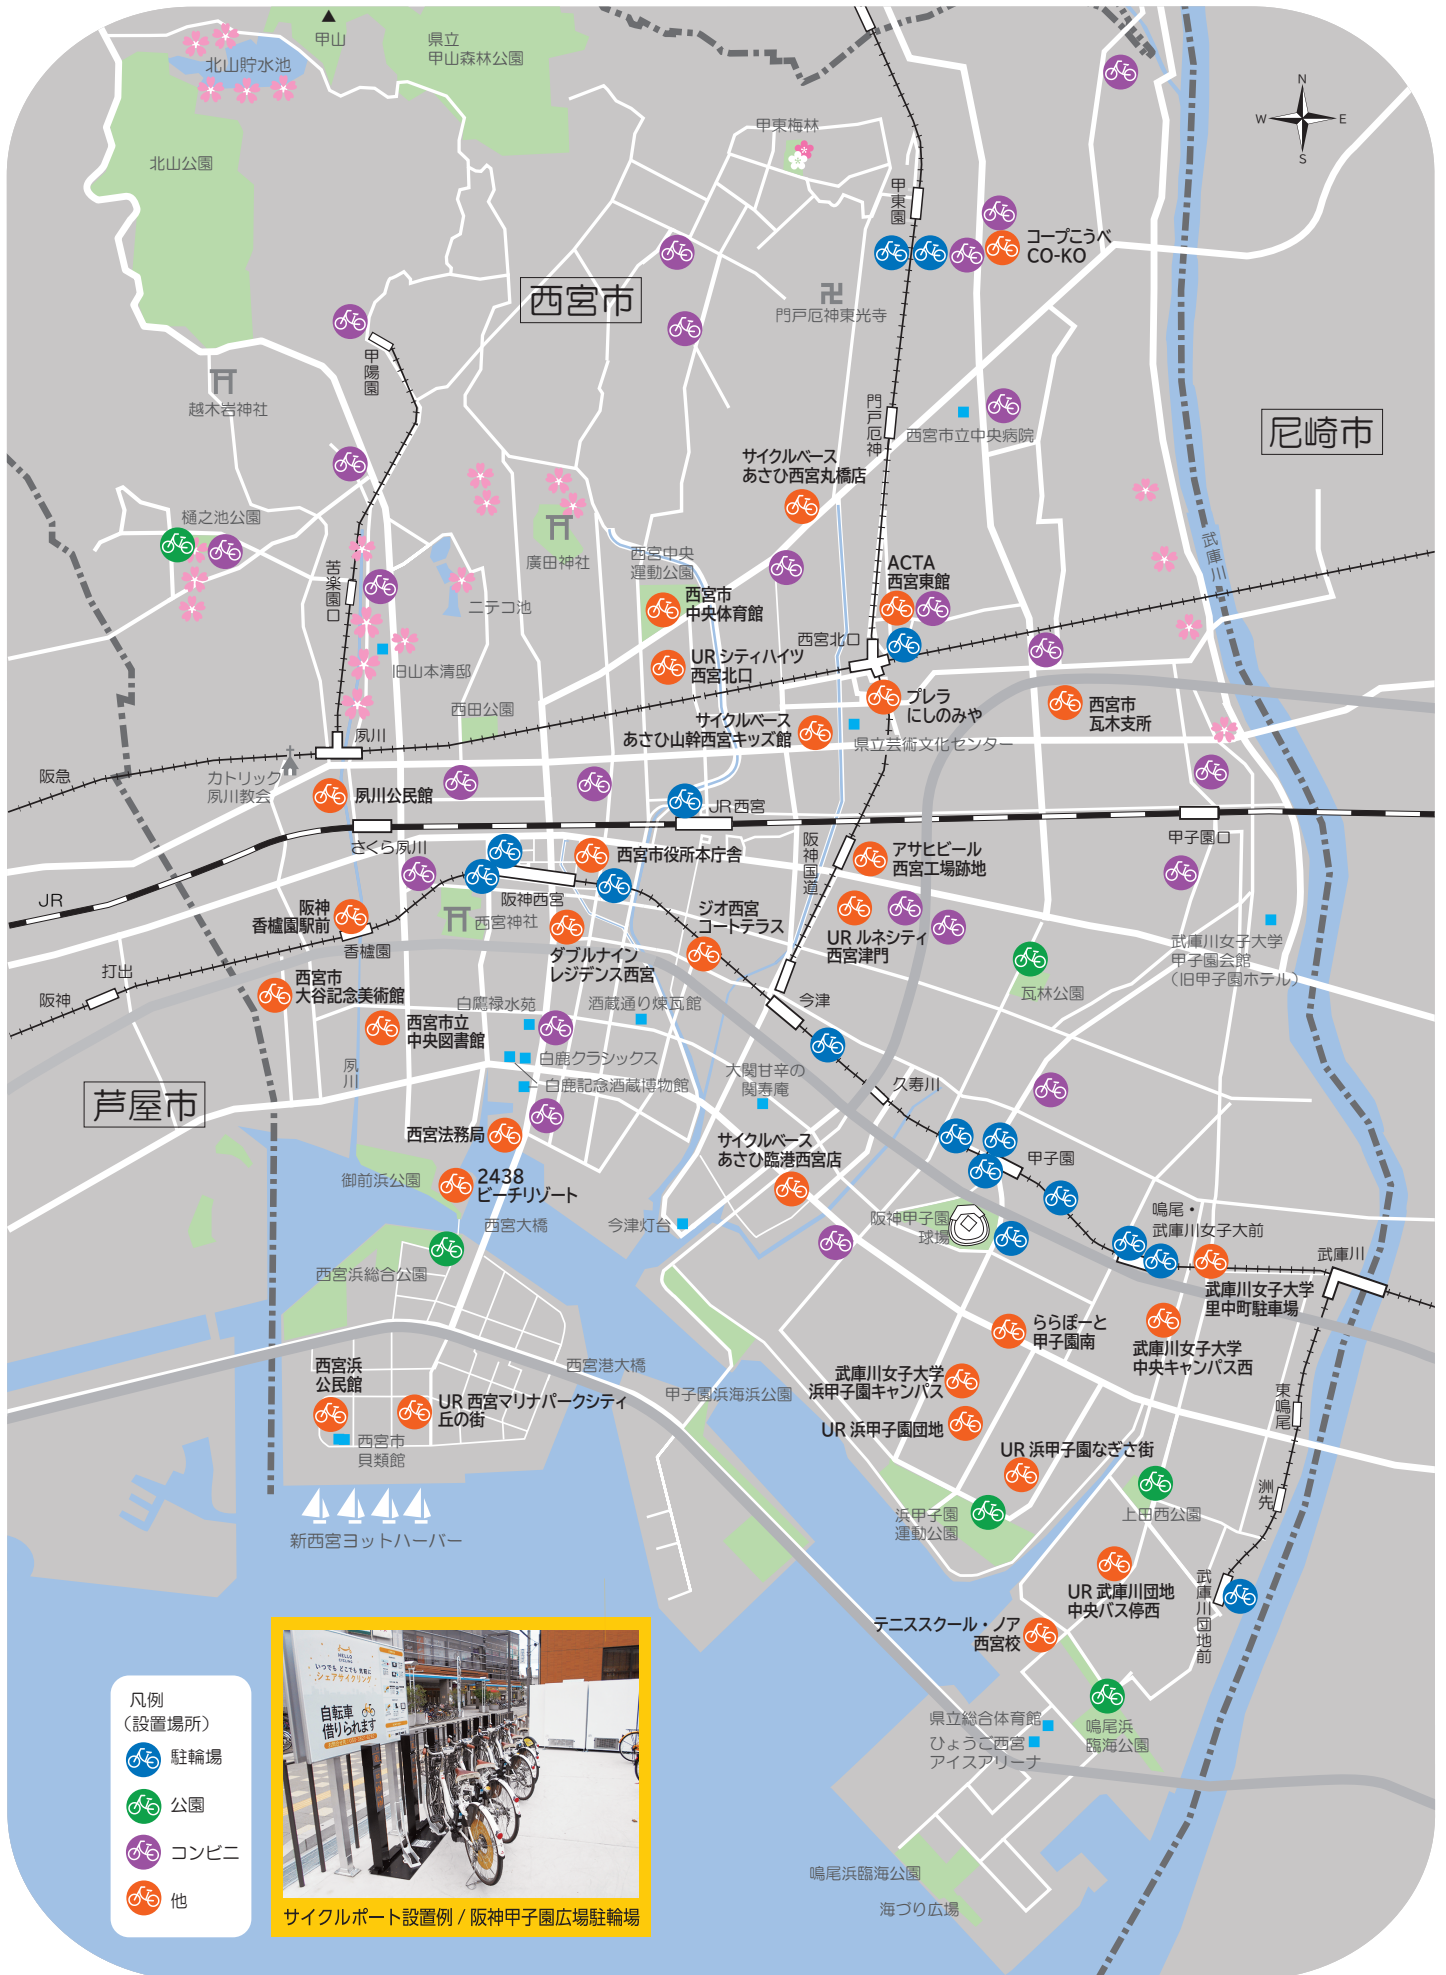 甲山
県立
甲山森林公園
北山貯水池
北山公園
甲東梅林
N
W
E
S
甲東園
コープこうべ
CO-KO
西宮市
門戸厄神東光寺
甲陽園
越木岩神社
門戸厄神
西宮市立中央病院
尼崎市
サイクルベース
あさひ西宮丸橋店
樋之池公園
廣田神社
西宮中央
運動公園
武庫川
苦楽園口
ニテコ池
ACTA
西宮東館
西宮市
中央体育館
西宮北口
旧山本清邸
UR シティハイツ
西宮北口
西田公園
プレラ
にしのみや
西宮市
瓦木支所
サイクルベース
あさひ山幹西宮キッズ館
県立芸術文化センター
夙川
阪急
カトリック
夙川教会
夙川公民館
JR西宮
さくら夙川
西宮市役所本庁舎
阪神国道
アサヒビール
西宮工場跡地
甲子園口
JR
阪神
香櫨園駅前
香櫨園
西宮神社
阪神西宮
ジオ西宮
コートテラス
UR ルネシティ
西宮津門
ダブルナイン
レジデンス西宮
武庫川女子大学
甲子園会館
(旧甲子園ホテル)
打出
阪神
西宮市
大谷記念美術館
瓦林公園
今津
白鷹禄水苑
酒蔵通り煉瓦館
西宮市立
中央図書館
夙川
白鹿クラシックス
白鹿記念酒蔵博物館
大関甘辛の
関寿庵
久寿川
芦屋市
西宮法務局
サイクルベース
あさひ臨港西宮店
甲子園
御前浜公園
2438
ビーチリゾート
西宮大橋
今津灯台
阪神甲子園
球場
鳴尾・
武庫川女子大前
武庫川
西宮浜総合公園
武庫川女子大学
里中町駐車場
ららぽーと
甲子園南
武庫川女子大学
中央キャンパス西
西宮浜
公民館
西宮港大橋
甲子園浜海浜公園
武庫川女子大学
浜甲子園キャンパス
UR 西宮マリナパークシティ
丘の街
UR 浜甲子園団地
東鳴尾
西宮市
貝類館
UR 浜甲子園なぎさ街
洲先
新西宮ヨットハーバー
浜甲子園
運動公園
上田西公園
UR 武庫川団地
中央バス停西
武庫川団地前
テニススクール・ノア
西宮校
県立総合体育館
ひょうご西宮
アイスアリーナ
鳴尾浜
臨海公園
鳴尾浜臨海公園
海づり広場
凡例
(設置場所)
駐輪場
公園
コンビニ
他
HELLO
CYCLING
いつでも どこでも 気軽に
シェアサイクリング
自転車
借りられます
サイクルポート設置例 / 阪神甲子園広場駐輪場